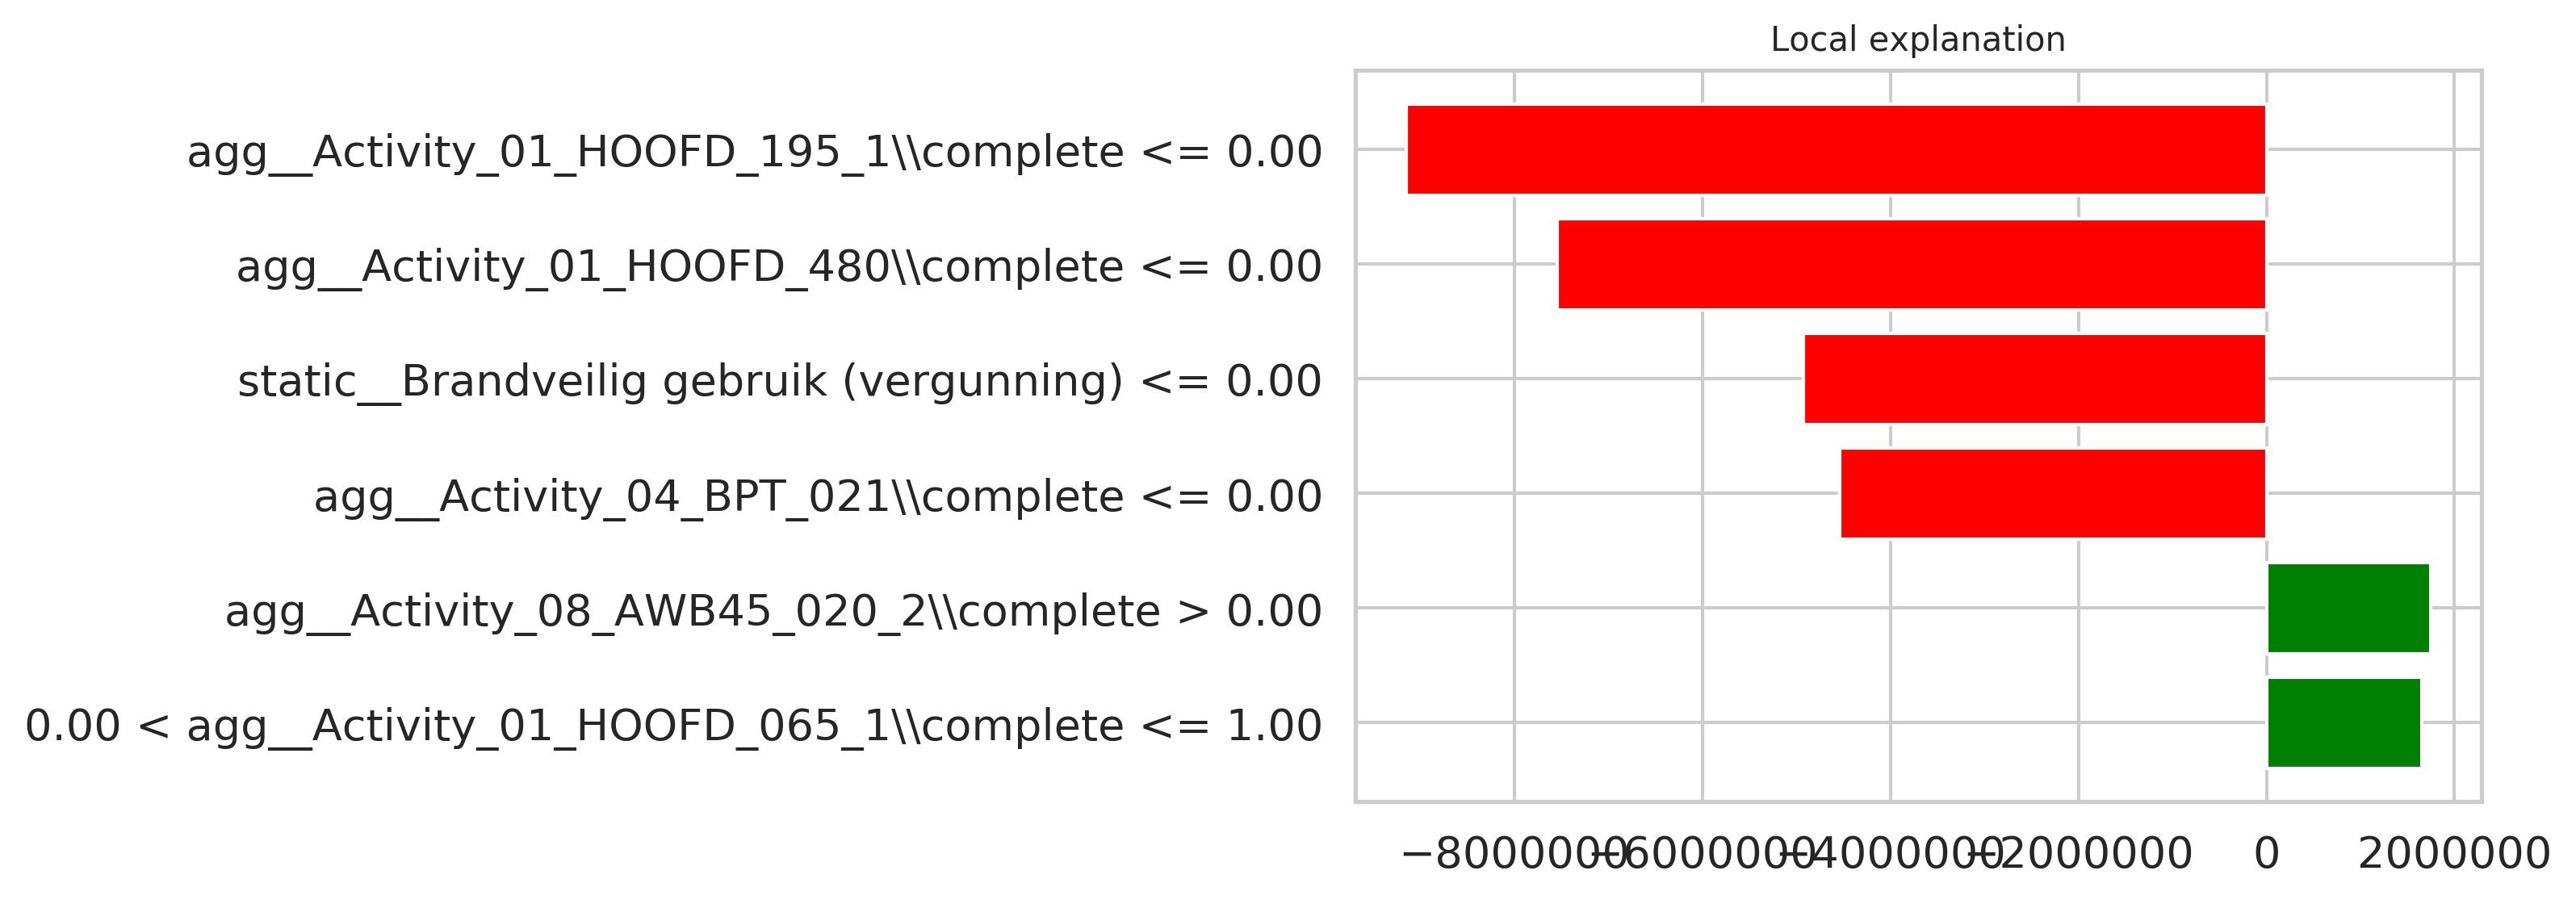 Local explanation
agg__Activity_01_HOOFD_195_1\\complete <= 0.00
agg__Activity_01_HOOFD_480\\complete <= 0.00
static__Brandveilig gebruik (vergunning) <= 0.00
agg__Activity_04_BPT_021\\complete <= 0.00
agg__Activity_08_AWB45_020_2\\complete > 0.00
0.00 < agg__Activity_01_HOOFD_065_1\\complete <= 1.00
−8000000 −6000000 −4000000 −2000000 0 2000000